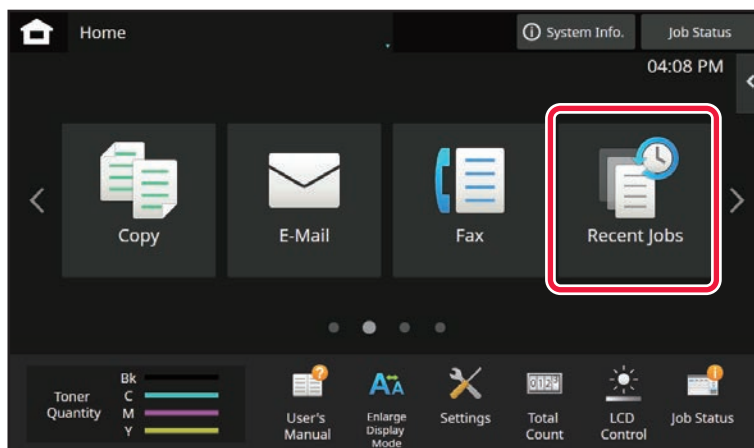 Home
System Info.
Job Status
04:08 PM
Copy
E-Mail
Fax
Recent Jobs
Toner
Quantity
Bk
C
M
Y
User's
Manual
Enlarge
Display
Mode
Settings
0123
Total
Count
LCD
Control
Job Status